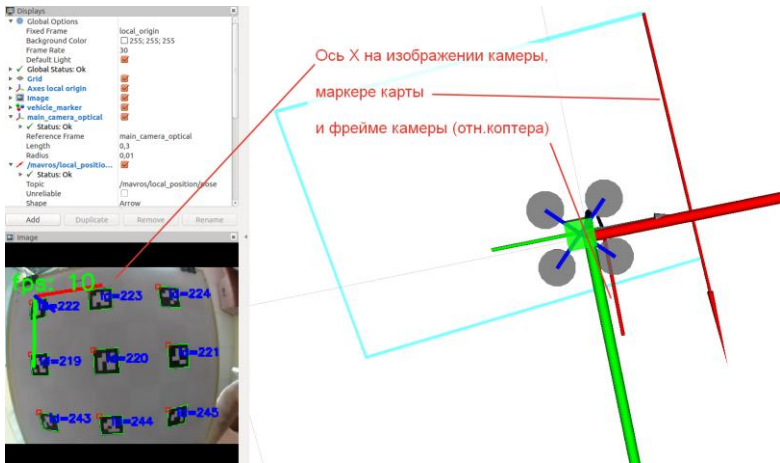 Displays
Global Options
Fixed Frame local_origin
Background Color 255; 255; 255
Frame Rate 30
Default Light
Global Status: Ok
Grid
Axes local origin
Image
vehicle_marker
main_camera_optical
Status: Ok
Reference Frame main_camera_optical
Length 0,3
Radius 0,01
/mavros/local_positio...
Status: Ok
Topic /mavros/local_position/pose
Unreliable
Shape Arrow
Add Duplicate Remove Rename
Image
fps: 10
id=222 id=223 id=224
id=219 id=220 id=221
id=243 id=244 id=245
Ось X на изображении камеры,
маркере карты
и фрейме камеры (отн.коптера)